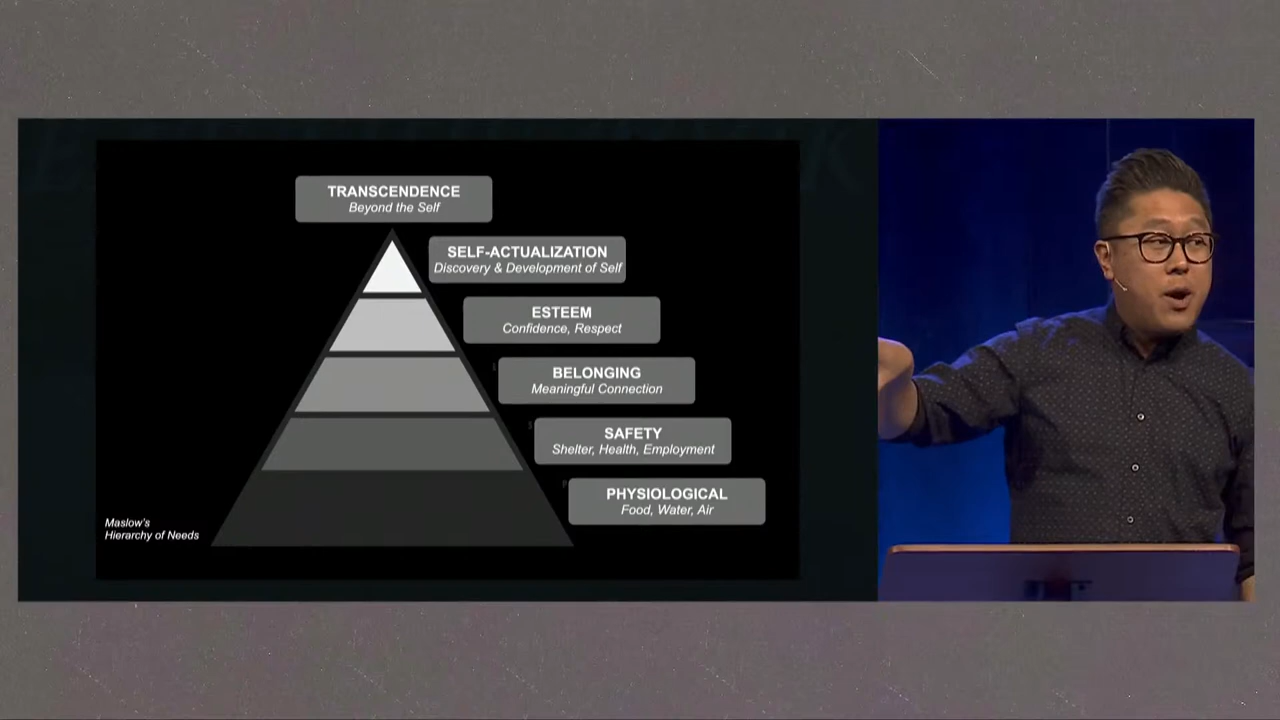 TRANSCENDENCE
Beyond the Self
SELF-ACTUALIZATION
Discovery & Development of Self
ESTEEM
Confidence, Respect
BELONGING
Meaningful Connection
SAFETY
Shelter, Health, Employment
PHYSIOLOGICAL
Food, Water, Air
Maslow's
Hierarchy of Needs